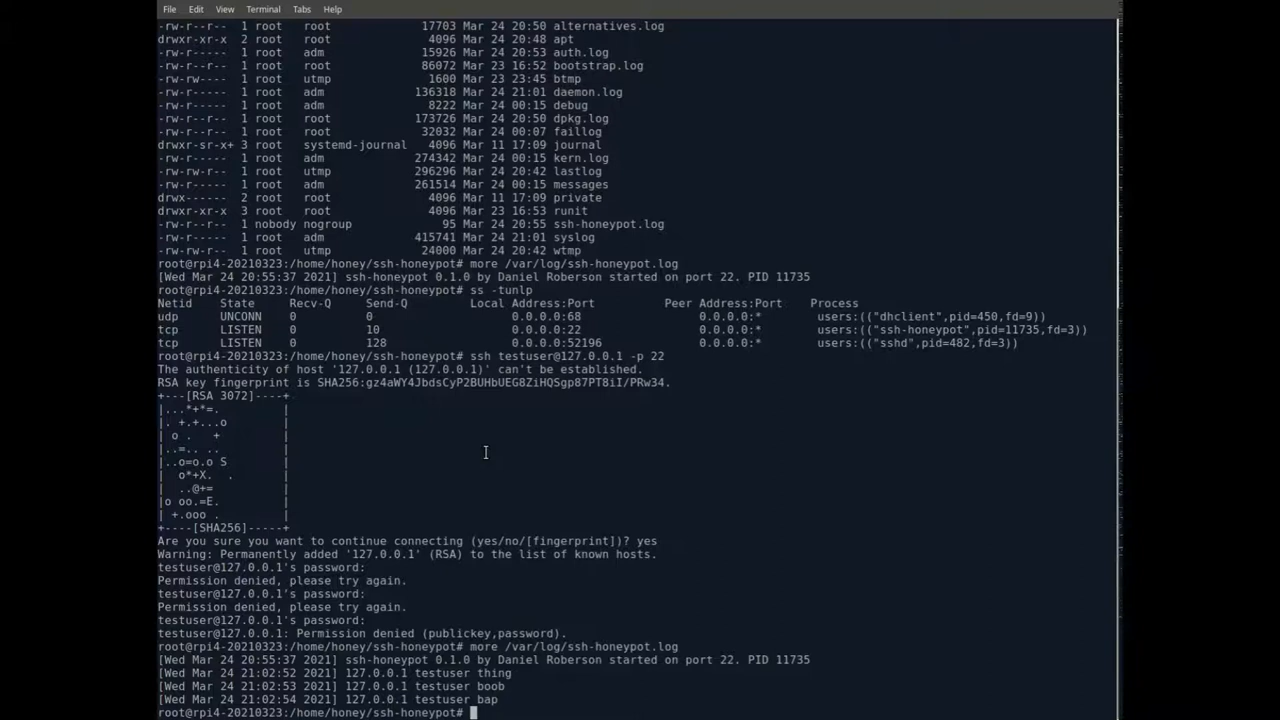 File Edit View Terminal Tabs Help
-rw-r--r-- 1 root root 17703 Mar 24 20:50 alternatives.log
drwxr-xr-x 2 root root 4096 Mar 24 20:48 apt
-rw-r----- 1 root adm 15926 Mar 24 20:53 auth.log
-rw-r--r-- 1 root root 86072 Mar 23 16:52 bootstrap.log
-rw-rw---- 1 root utmp 1600 Mar 23 23:45 btmp
-rw-r----- 1 root adm 136318 Mar 24 21:01 daemon.log
-rw-r----- 1 root adm 8222 Mar 24 00:15 debug
-rw-r--r-- 1 root root 173726 Mar 24 20:50 dpkg.log
-rw-r--r-- 1 root root 32032 Mar 24 00:07 faillog
drwxr-sr-x+ 3 root systemd-journal 4096 Mar 11 17:09 journal
-rw-r----- 1 root adm 274342 Mar 24 00:15 kern.log
-rw-rw-r-- 1 root utmp 296296 Mar 24 20:42 lastlog
-rw-r----- 1 root adm 261514 Mar 24 00:15 messages
drwx------ 2 root root 4096 Mar 11 17:09 private
drwxr-xr-x 3 root root 4096 Mar 23 16:53 runit
-rw-r--r-- 1 nobody nogroup 95 Mar 24 20:55 ssh-honeypot.log
-rw-r----- 1 root adm 415741 Mar 24 21:01 syslog
-rw-rw-r-- 1 root utmp 24000 Mar 24 20:42 wtmp
root@rpi4-20210323:/home/honey/ssh-honeypot# more /var/log/ssh-honeypot.log
[Wed Mar 24 20:55:37 2021] ssh-honeypot 0.1.0 by Daniel Roberson started on port 22. PID 11735
root@rpi4-20210323:/home/honey/ssh-honeypot# ss -tunlp
Netid State Recv-Q Send-Q Local Address:Port Peer Address:Port Process
udp UNCONN 0 0 0.0.0.0:68 0.0.0.0:* users:(("dhclient",pid=450,fd=9))
tcp LISTEN 0 10 0.0.0.0:22 0.0.0.0:* users:(("ssh-honeypot",pid=11735,fd=3))
tcp LISTEN 0 128 0.0.0.0:52196 0.0.0.0:* users:(("sshd",pid=482,fd=3))
root@rpi4-20210323:/home/honey/ssh-honeypot# ssh testuser@127.0.0.1 -p 22
The authenticity of host '127.0.0.1 (127.0.0.1)' can't be established.
RSA key fingerprint is SHA256:gz4aWY4JbdsCyP2BUHbUEG8ZiHQSgp87PT8iI/PRw34.
+---[RSA 3072]----+
|...*+*=. |
|. +.+...o |
| o . + |
|..=.. .. |
|..o=o.o S |
| o*+X. . |
| ..@+= |
|o oo.=E. |
| +.ooo . |
+----[SHA256]-----+
Are you sure you want to continue connecting (yes/no/[fingerprint])? yes
Warning: Permanently added '127.0.0.1' (RSA) to the list of known hosts.
testuser@127.0.0.1's password:
Permission denied, please try again.
testuser@127.0.0.1's password:
Permission denied, please try again.
testuser@127.0.0.1's password:
testuser@127.0.0.1: Permission denied (publickey,password).
root@rpi4-20210323:/home/honey/ssh-honeypot# more /var/log/ssh-honeypot.log
[Wed Mar 24 20:55:37 2021] ssh-honeypot 0.1.0 by Daniel Roberson started on port 22. PID 11735
[Wed Mar 24 21:02:52 2021] 127.0.0.1 testuser thing
[Wed Mar 24 21:02:53 2021] 127.0.0.1 testuser boob
[Wed Mar 24 21:02:54 2021] 127.0.0.1 testuser bap
root@rpi4-20210323:/home/honey/ssh-honeypot#